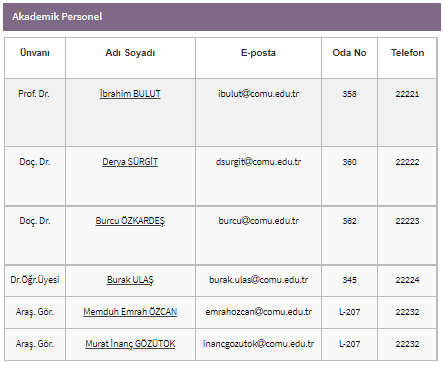 Akademik Personel
Ünvanı Adı Soyadı E-posta Oda No Telefon
Prof. Dr. İbrahim BULUT ibulut@comu.edu.tr 358 22221
Doç. Dr. Derya SÜRGİT dsurgit@comu.edu.tr 360 22222
Doç. Dr. Burcu ÖZKARDEŞ burcu@comu.edu.tr 362 22223
Dr.Öğr.Üyesi Burak ULAŞ burak.ulas@comu.edu.tr 345 22224
Araş. Gör. Memduh Emrah ÖZCAN emrahozcan@comu.edu.tr L-207 22232
Araş. Gör. Murat İnanç GÖZÜTOK inancgozutok@comu.edu.tr L-207 22232